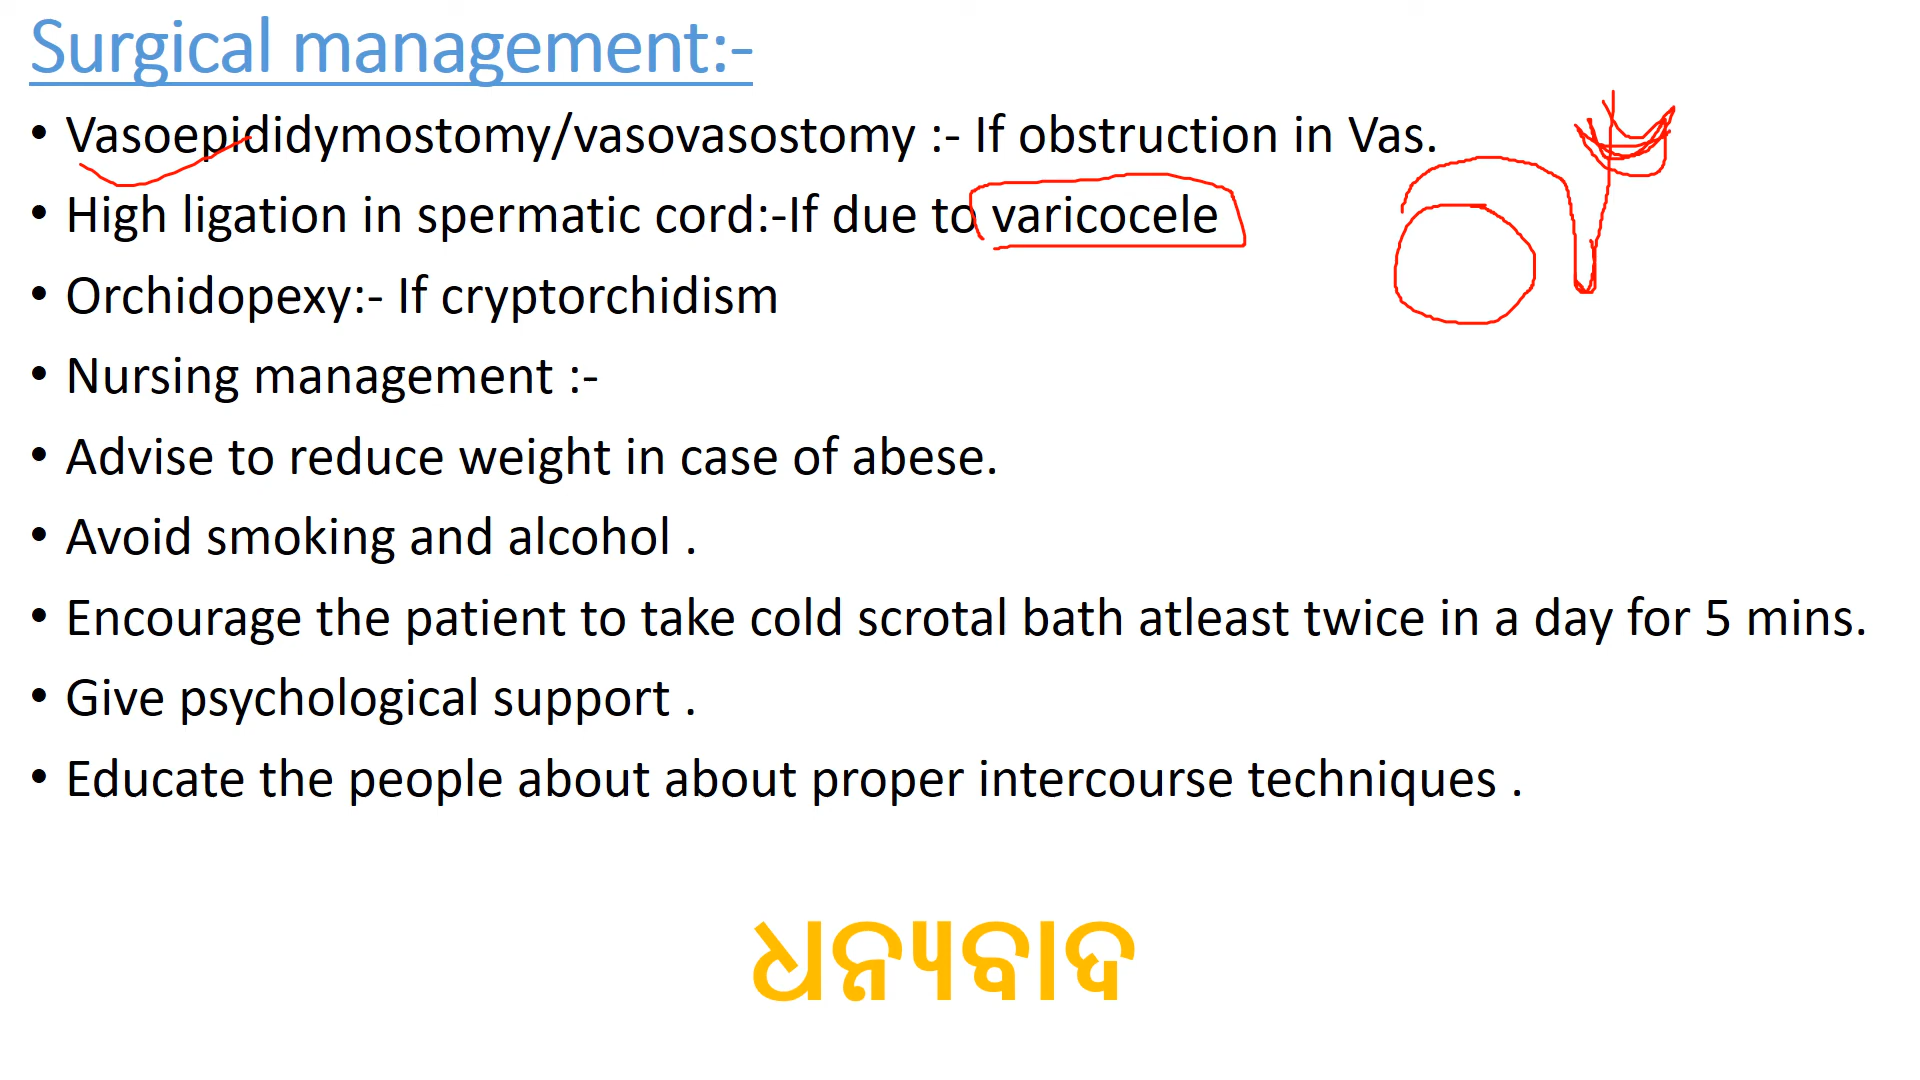 Surgical management:-
• Vasoepididymostomy/vasovasostomy :- If obstruction in Vas.
• High ligation in spermatic cord:-If due to varicocele
• Orchidopexy:- If cryptorchidism
• Nursing management :-
• Advise to reduce weight in case of abese.
• Avoid smoking and alcohol .
• Encourage the patient to take cold scrotal bath atleast twice in a day for 5 mins.
• Give psychological support .
• Educate the people about about proper intercourse techniques .
ଧନ୍ୟବାଦ